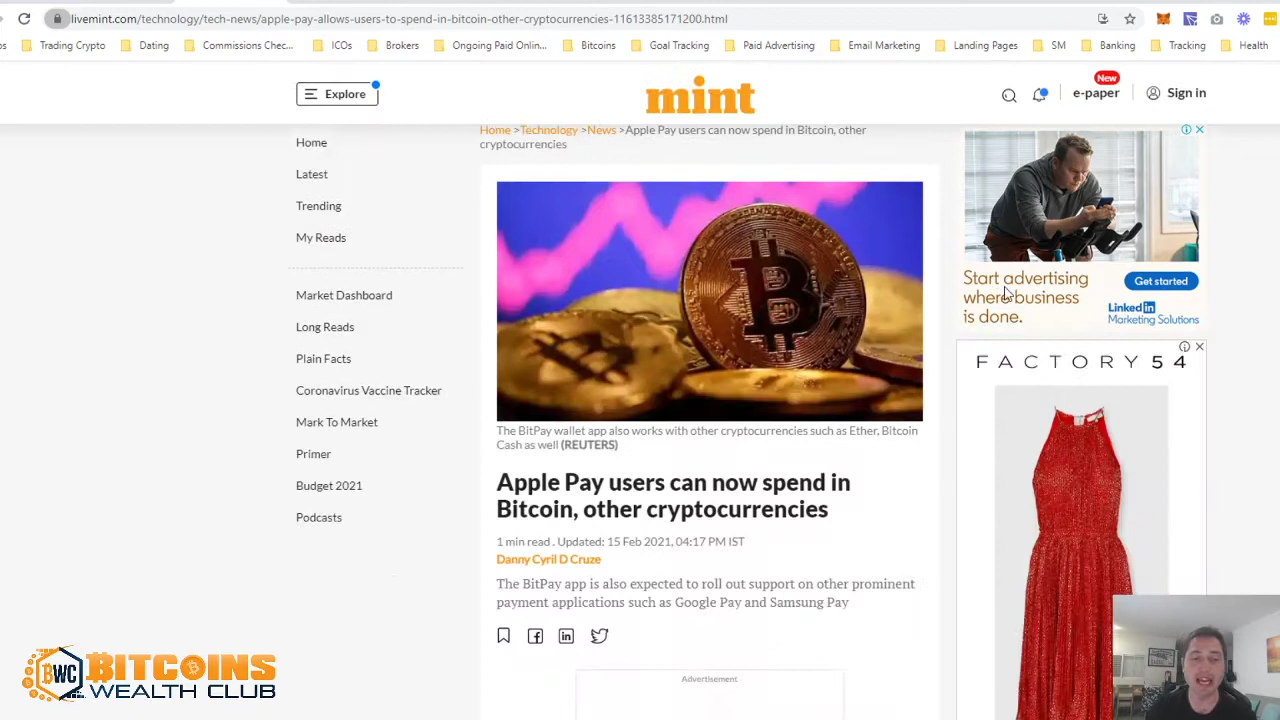 livemint.com/technology/tech-news/apple-pay-allows-users-to-spend-in-bitcoin-other-cryptocurrencies-11613385171200.html
Trading Crypto
Dating
Commissions Chec...
ICOs
Brokers
Ongoing Paid Onlin...
Bitcoins
Goal Tracking
Paid Advertising
Email Marketing
Landing Pages
SM
Banking
Tracking
Health
Explore
mint
New
e-paper
Sign in
Home >Technology >News >Apple Pay users can now spend in Bitcoin, other
cryptocurrencies
Home
Latest
Trending
My Reads
Market Dashboard
Long Reads
Plain Facts
Coronavirus Vaccine Tracker
Mark To Market
Primer
Budget 2021
Podcasts
The BitPay wallet app also works with other cryptocurrencies such as Ether, Bitcoin
Cash as well (REUTERS)
Apple Pay users can now spend in
Bitcoin, other cryptocurrencies
1 min read . Updated: 15 Feb 2021, 04:17 PM IST
Danny Cyril D Cruze
The BitPay app is also expected to roll out support on other prominent
payment applications such as Google Pay and Samsung Pay
Advertisement
Start advertising
where business
is done.
Get started
Linked in
Marketing Solutions
FACTORY 54
BWC
BITCOINS
WEALTH CLUB